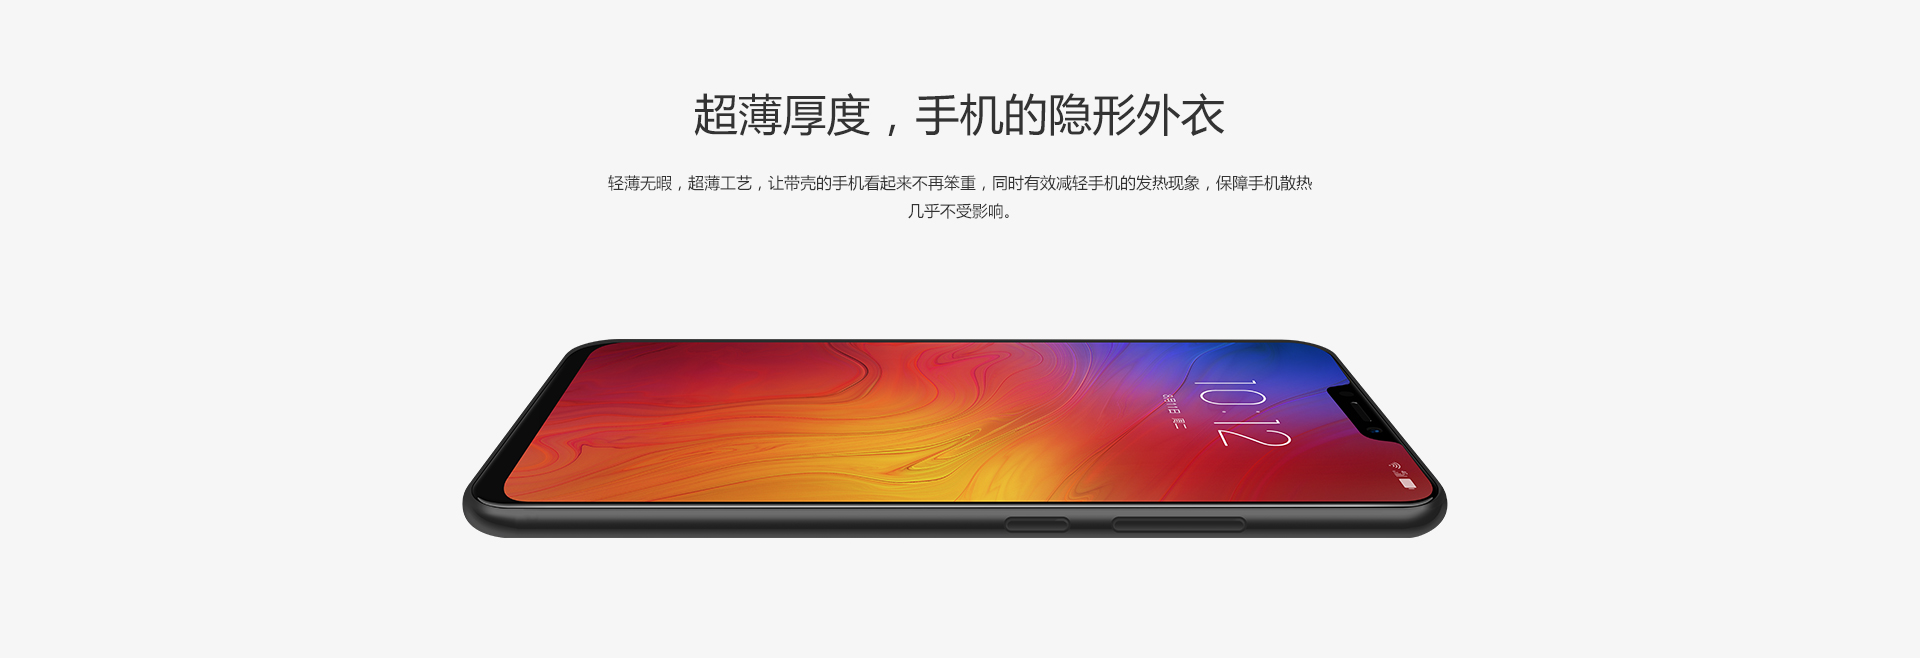 超薄厚度，手机的隐形外衣
轻薄无暇，超薄工艺，让带壳的手机看起来不再笨重，同时有效减轻手机的发热现象，保障手机散热
几乎不受影响。
10:12